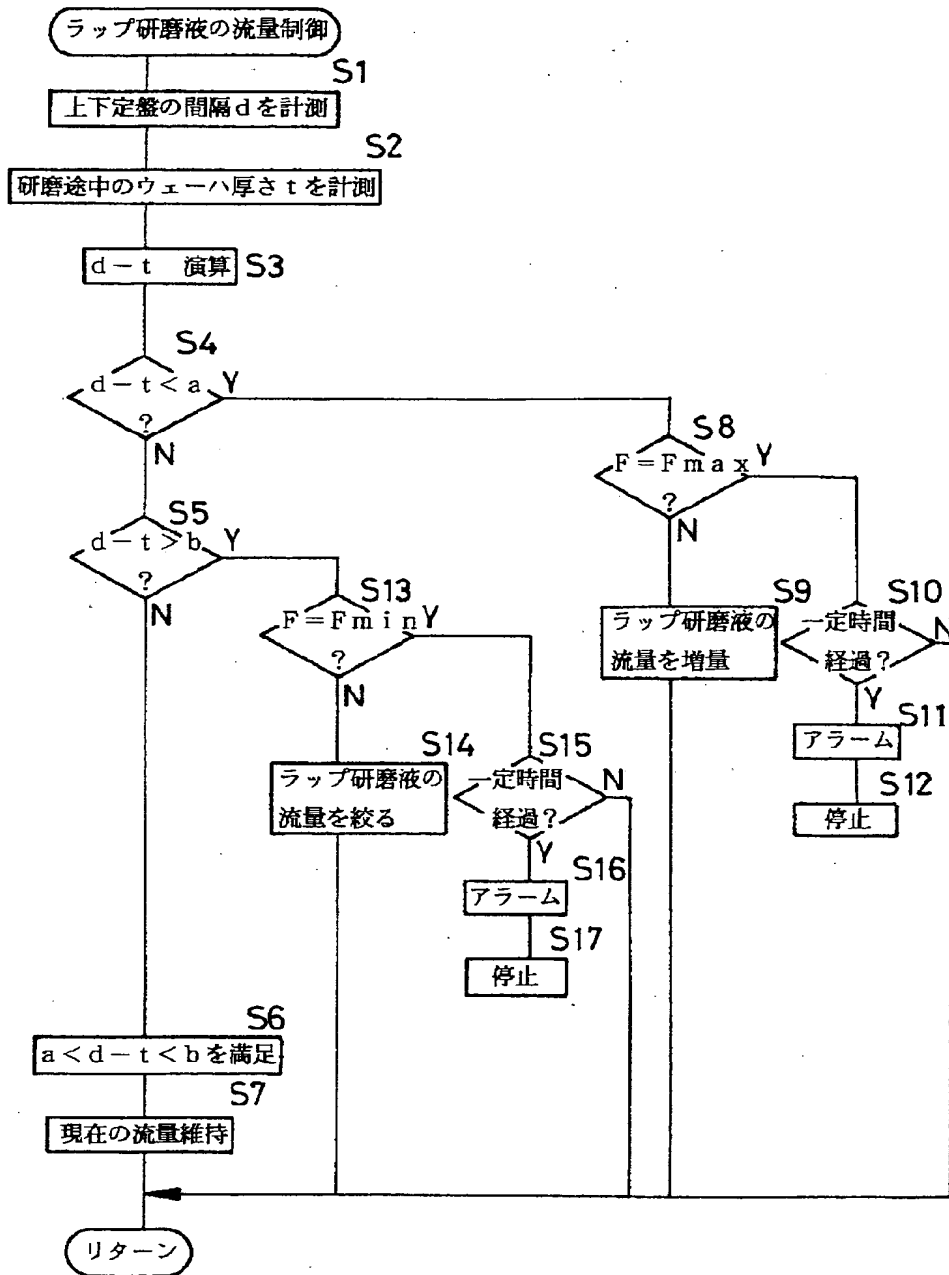 ラップ研磨液の流量制御
S1
上下定盤の間隔dを計測
S2
研磨途中のウェーハ厚さtを計測
d-t 演算
S3
S4
d-t<a
?
Y
N
S5
d-t>b
?
Y
N
S6
a<d-t<bを満足
S7
現在の流量維持
リターン
S8
F=Fmax
?
Y
N
S9
ラップ研磨液の
流量を増量
S10
一定時間
経過?
N
Y
S11
アラーム
S12
停止
S13
F=Fmin
?
Y
N
S14
ラップ研磨液の
流量を絞る
S15
一定時間
経過?
N
Y
S16
アラーム
S17
停止